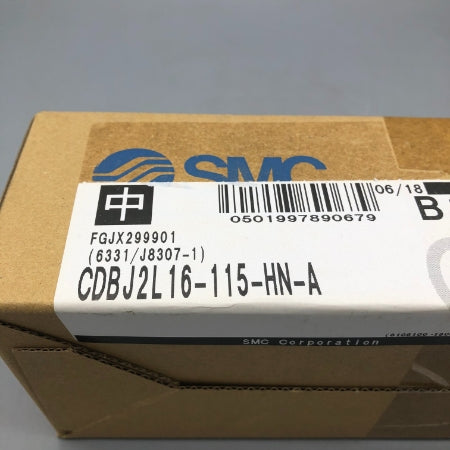 SMC
06/18
中
0501997890679
B
FGJX299901
(6331/J8307-1)
CDBJ2L16-115-HN-A
SMC Corporation